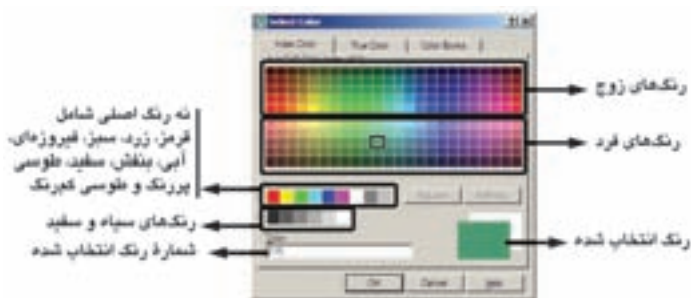 Select Color
Index Color True Color Color Books
رنگ‌های زوج
رنگ‌های فرد
نه رنگ اصلی شامل
قرمز، زرد، سبز، فیروزه‌ای،
آبی، بنفش، سفید، طوسی
پررنگ و طوسی کم‌رنگ
رنگ‌های سیاه و سفید
شمارهٔ رنگ انتخاب شده
رنگ انتخاب شده
OK Cancel Help